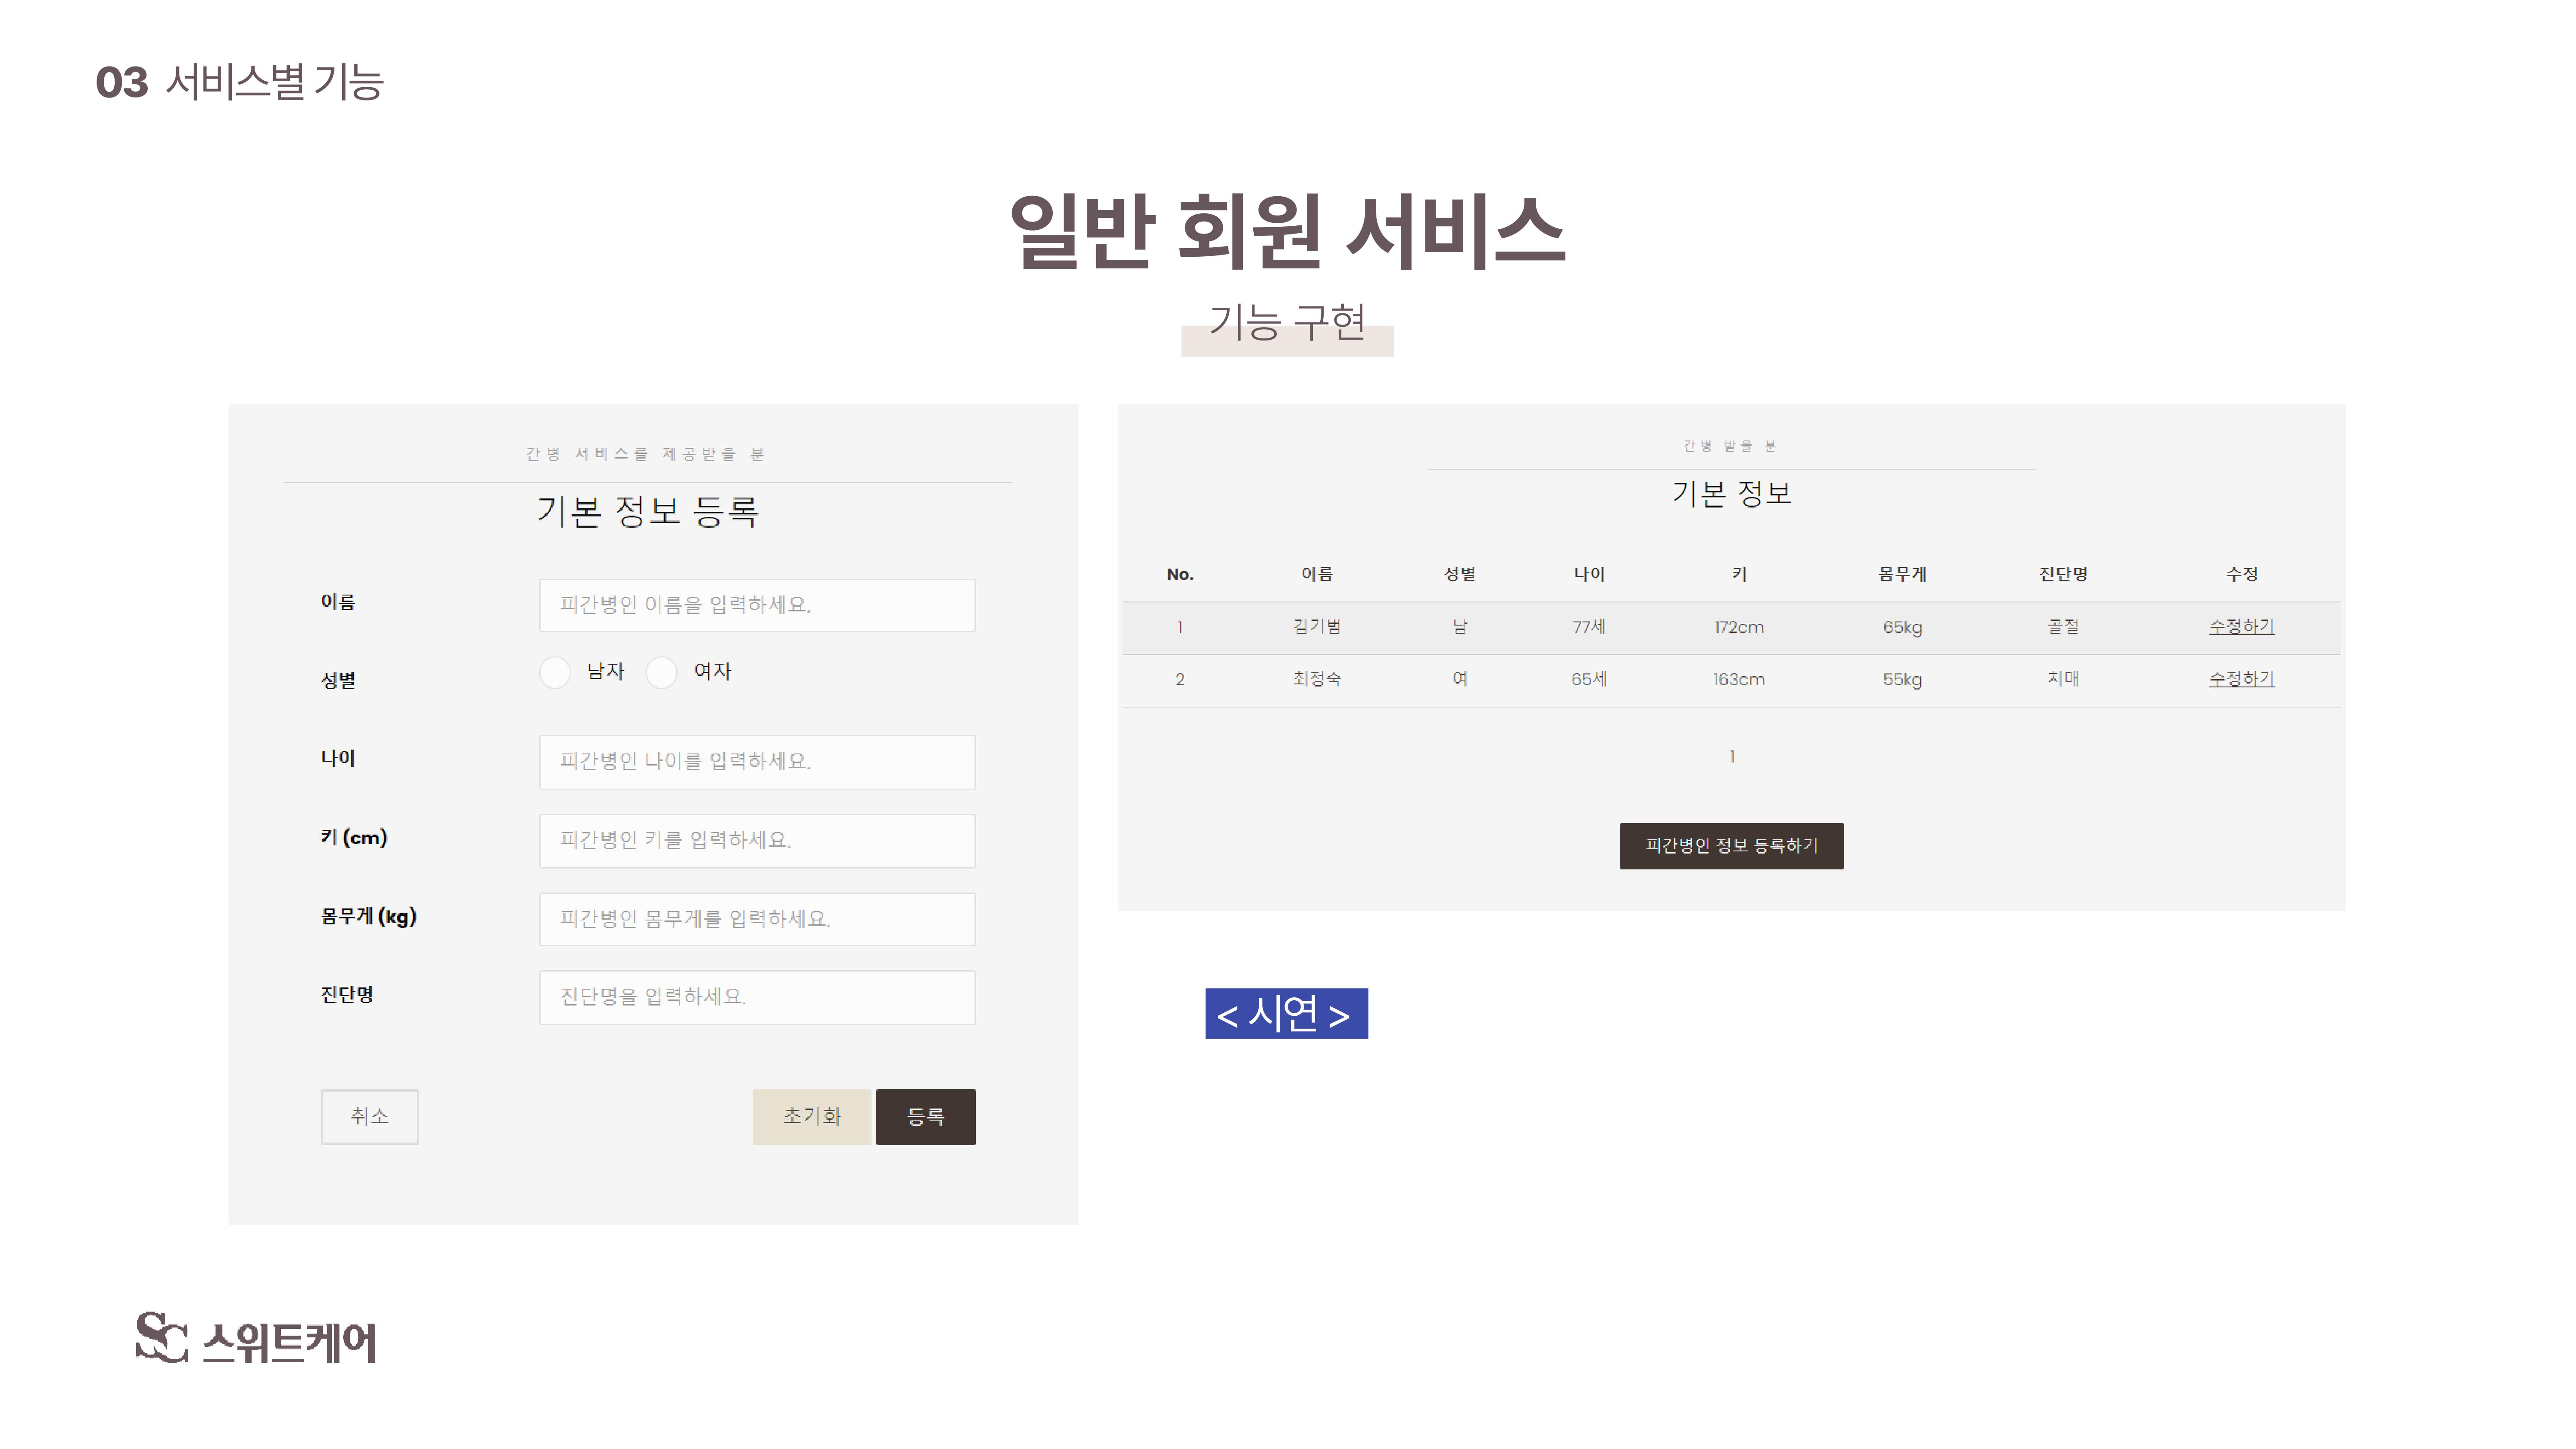 03 서비스별 기능
일반 회원 서비스
기능 구현
간병 서비스를 제공받을 분
기본 정보 등록
이름
피간병인 이름을 입력하세요.
성별
남자
여자
나이
피간병인 나이를 입력하세요.
키 (cm)
피간병인 키를 입력하세요.
몸무게 (kg)
피간병인 몸무게를 입력하세요.
진단명
진단명을 입력하세요.
취소
초기화
등록
간병 받을 분
기본 정보
No. 이름 성별 나이 키 몸무게 진단명 수정
1 김기범 남 77세 172cm 65kg 골절 수정하기
2 최정숙 여 65세 163cm 55kg 치매 수정하기
1
피간병인 정보 등록하기
< 시연 >
SC 스위트케어